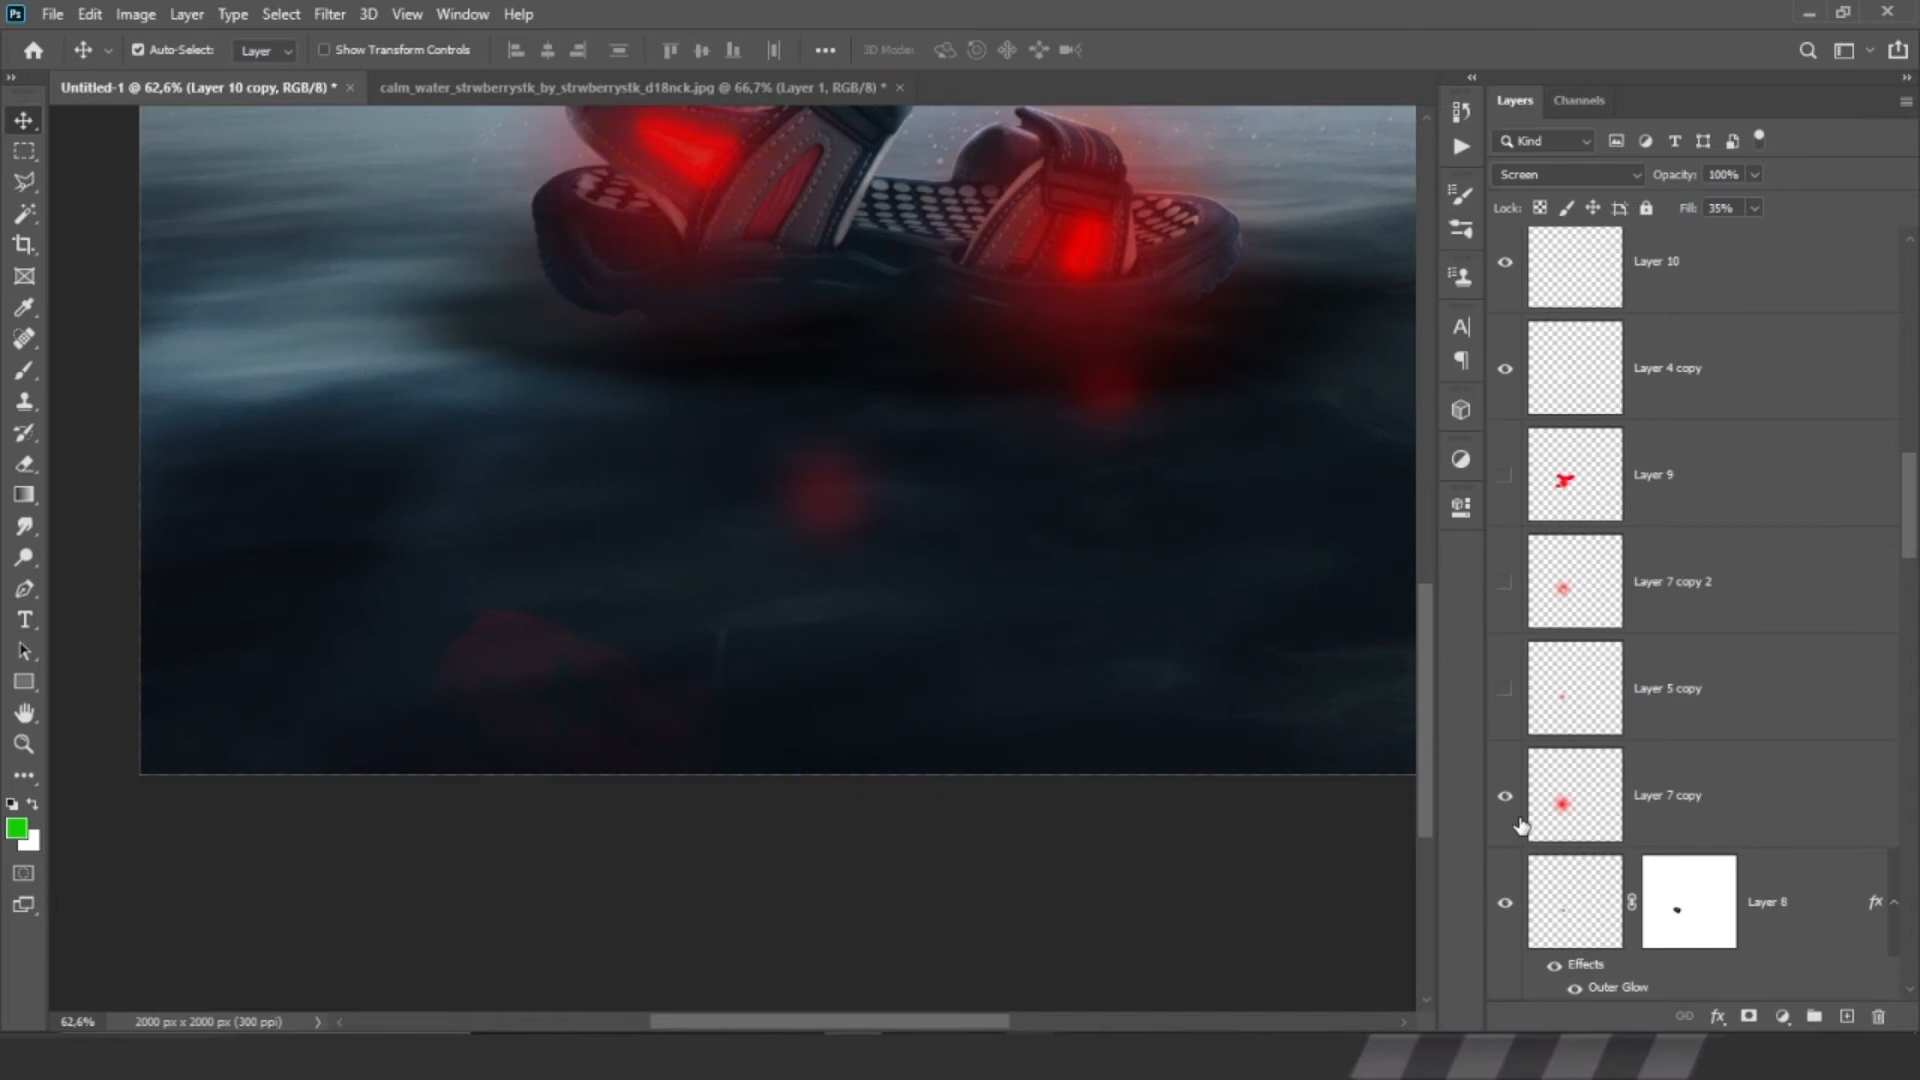 Ps File Edit Image Layer Type Select Filter 3D View Window Help
Auto-Select: Layer Show Transform Controls 3D Mode:
Untitled-1 @ 62,6% (Layer 10 copy, RGB/8) * calm_water_strwberrystk_by_strwberrystk_d18nck.jpg @ 66,7% (Layer 1, RGB/8) *
Layers Channels
Kind
Screen Opacity: 100%
Lock: Fill: 35%
Layer 10
Layer 4 copy
Layer 9
Layer 7 copy 2
Layer 5 copy
Layer 7 copy
Layer 8 fx
Effects
Outer Glow
62,6% 2000 px x 2000 px (300 ppi)